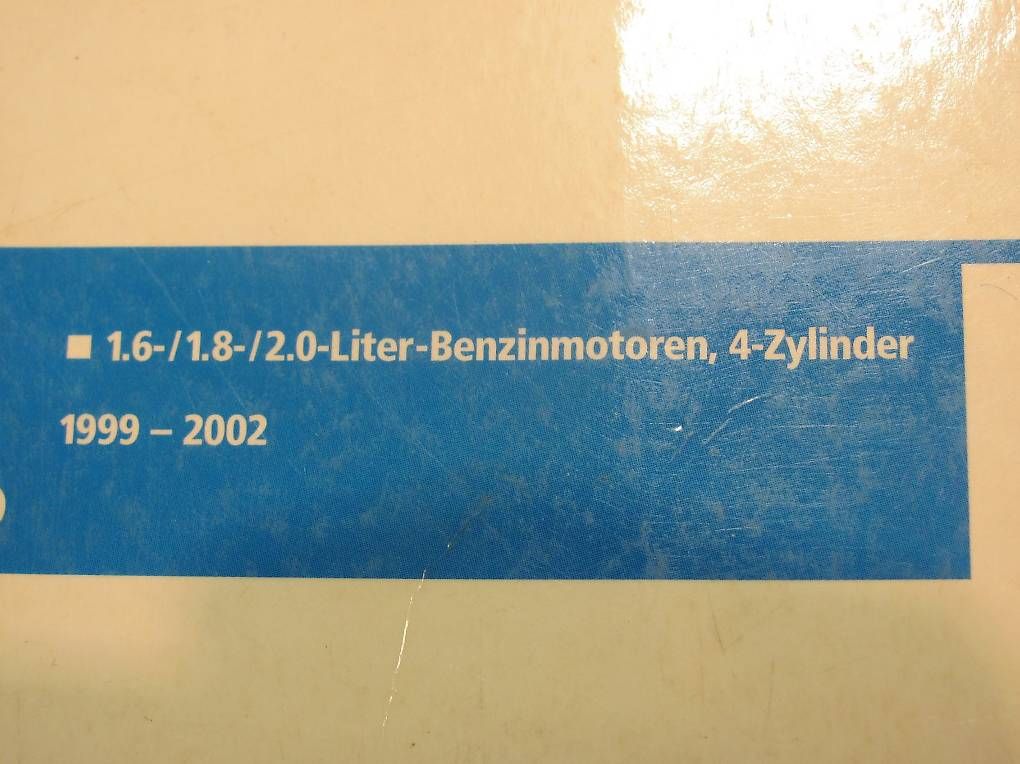 ■ 1.6-/1.8-/2.0-Liter-Benzinmotoren, 4-Zylinder
1999 – 2002